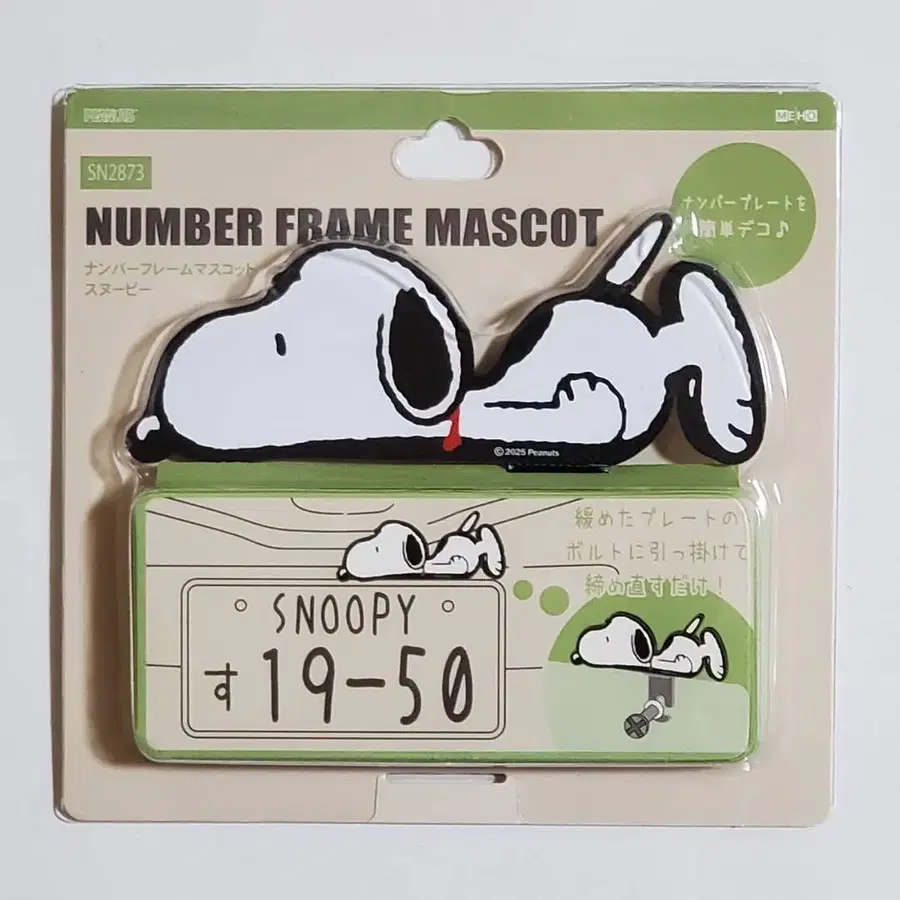 PEANUTS
MEHO
SN2873
NUMBER FRAME MASCOT
ナンバーフレームマスコット
スヌーピー
ナンバープレートを
簡単デコ♪
©2025 Peanuts
緩めたプレートの
ボルトに引っ掛けて
締め直すだけ!
SNOOPY
す 19-50